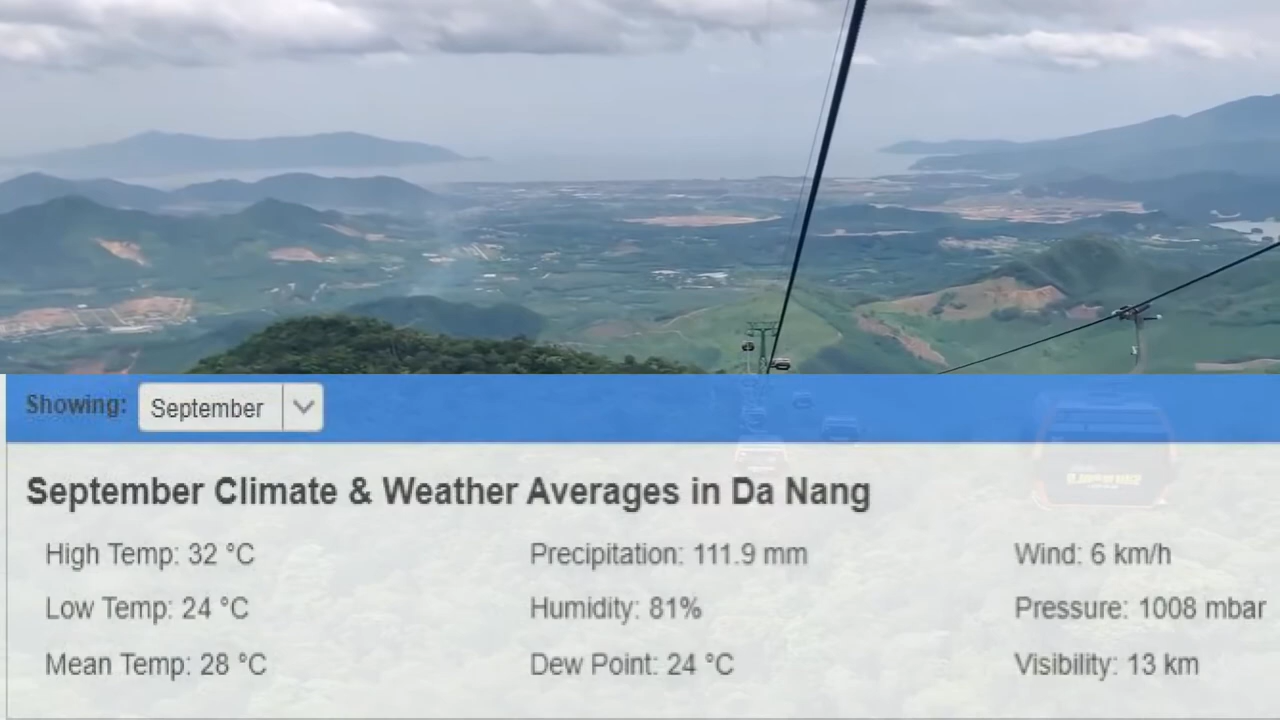 Showing: September
September Climate & Weather Averages in Da Nang
High Temp: 32 °C Precipitation: 111.9 mm Wind: 6 km/h
Low Temp: 24 °C Humidity: 81% Pressure: 1008 mbar
Mean Temp: 28 °C Dew Point: 24 °C Visibility: 13 km